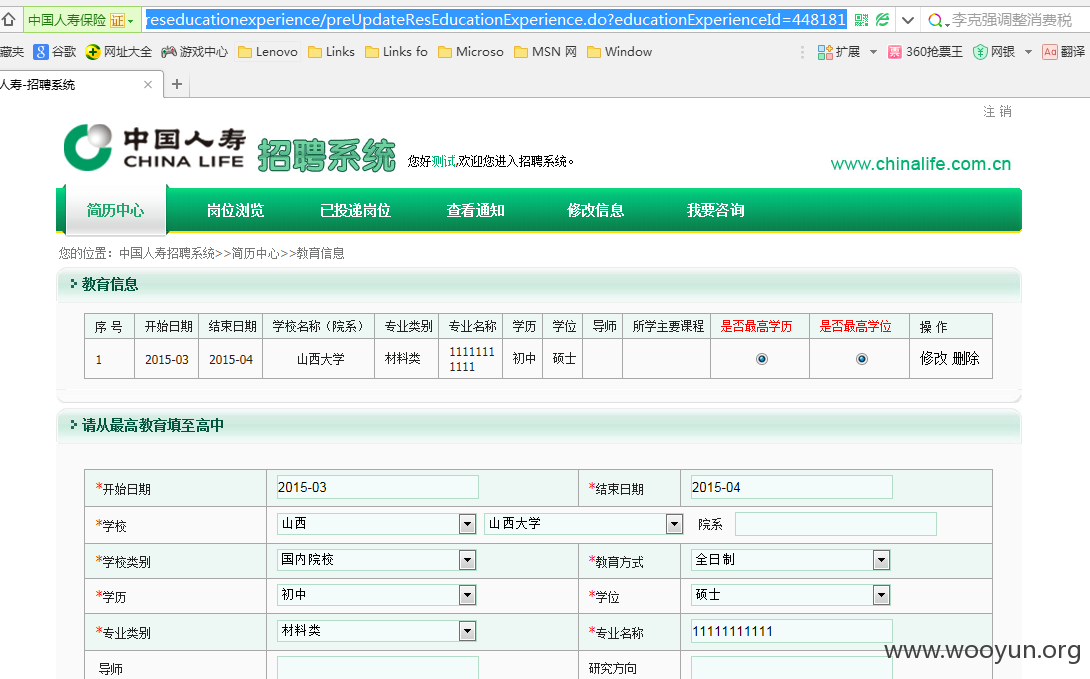 中国人寿保险 证 reseducationexperience/preUpdateResEducationExperience.do?educationExperienceId=448181 李克强调整消费税
藏夹 谷歌 网址大全 游戏中心 Lenovo Links Links fo Microso MSN 网 Window 扩展 360抢票王 网银 Aa 翻译
人寿-招聘系统
注 销
中国人寿 CHINA LIFE 招聘系统 您好测试,欢迎您进入招聘系统。 www.chinalife.com.cn
简历中心 岗位浏览 已投递岗位 查看通知 修改信息 我要咨询
您的位置：中国人寿招聘系统>>简历中心>>教育信息
教育信息
序 号 开始日期 结束日期 学校名称（院系） 专业类别 专业名称 学历 学位 导师 所学主要课程 是否最高学历 是否最高学位 操 作
1 2015-03 2015-04 山西大学 材料类 1111111 1111 初中 硕士 修改 删除
请从最高教育填至高中
*开始日期 2015-03 *结束日期 2015-04
*学校 山西 山西大学 院系
*学校类别 国内院校 *教育方式 全日制
*学历 初中 *学位 硕士
*专业类别 材料类 *专业名称 11111111111
导师 研究方向
www.wooyun.org